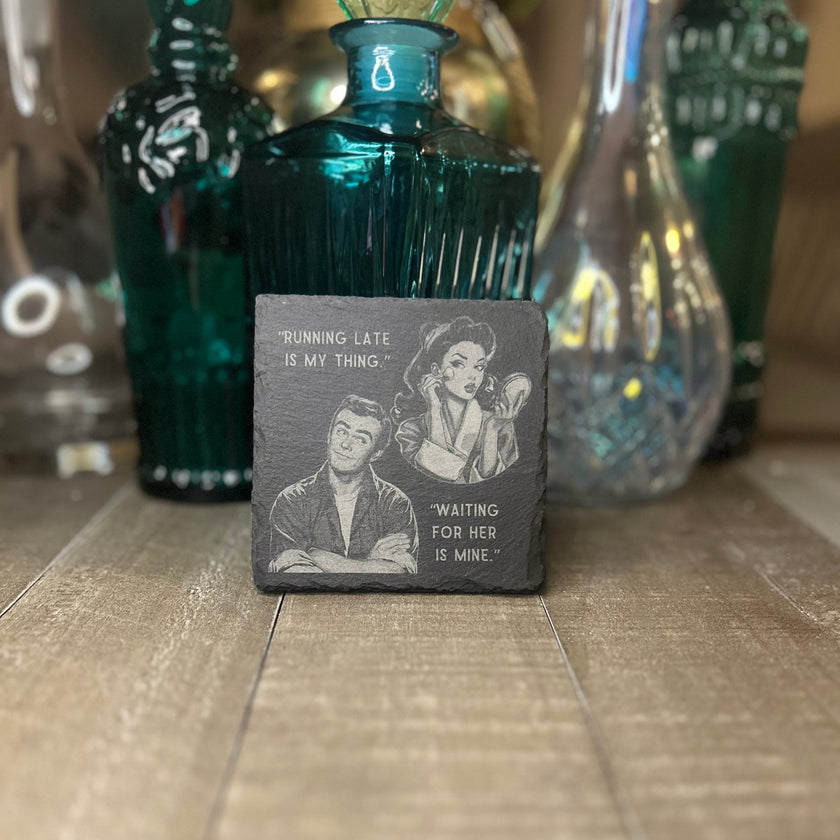 "RUNNING LATE
IS MY THING."
"WAITING
FOR HER
IS MINE."